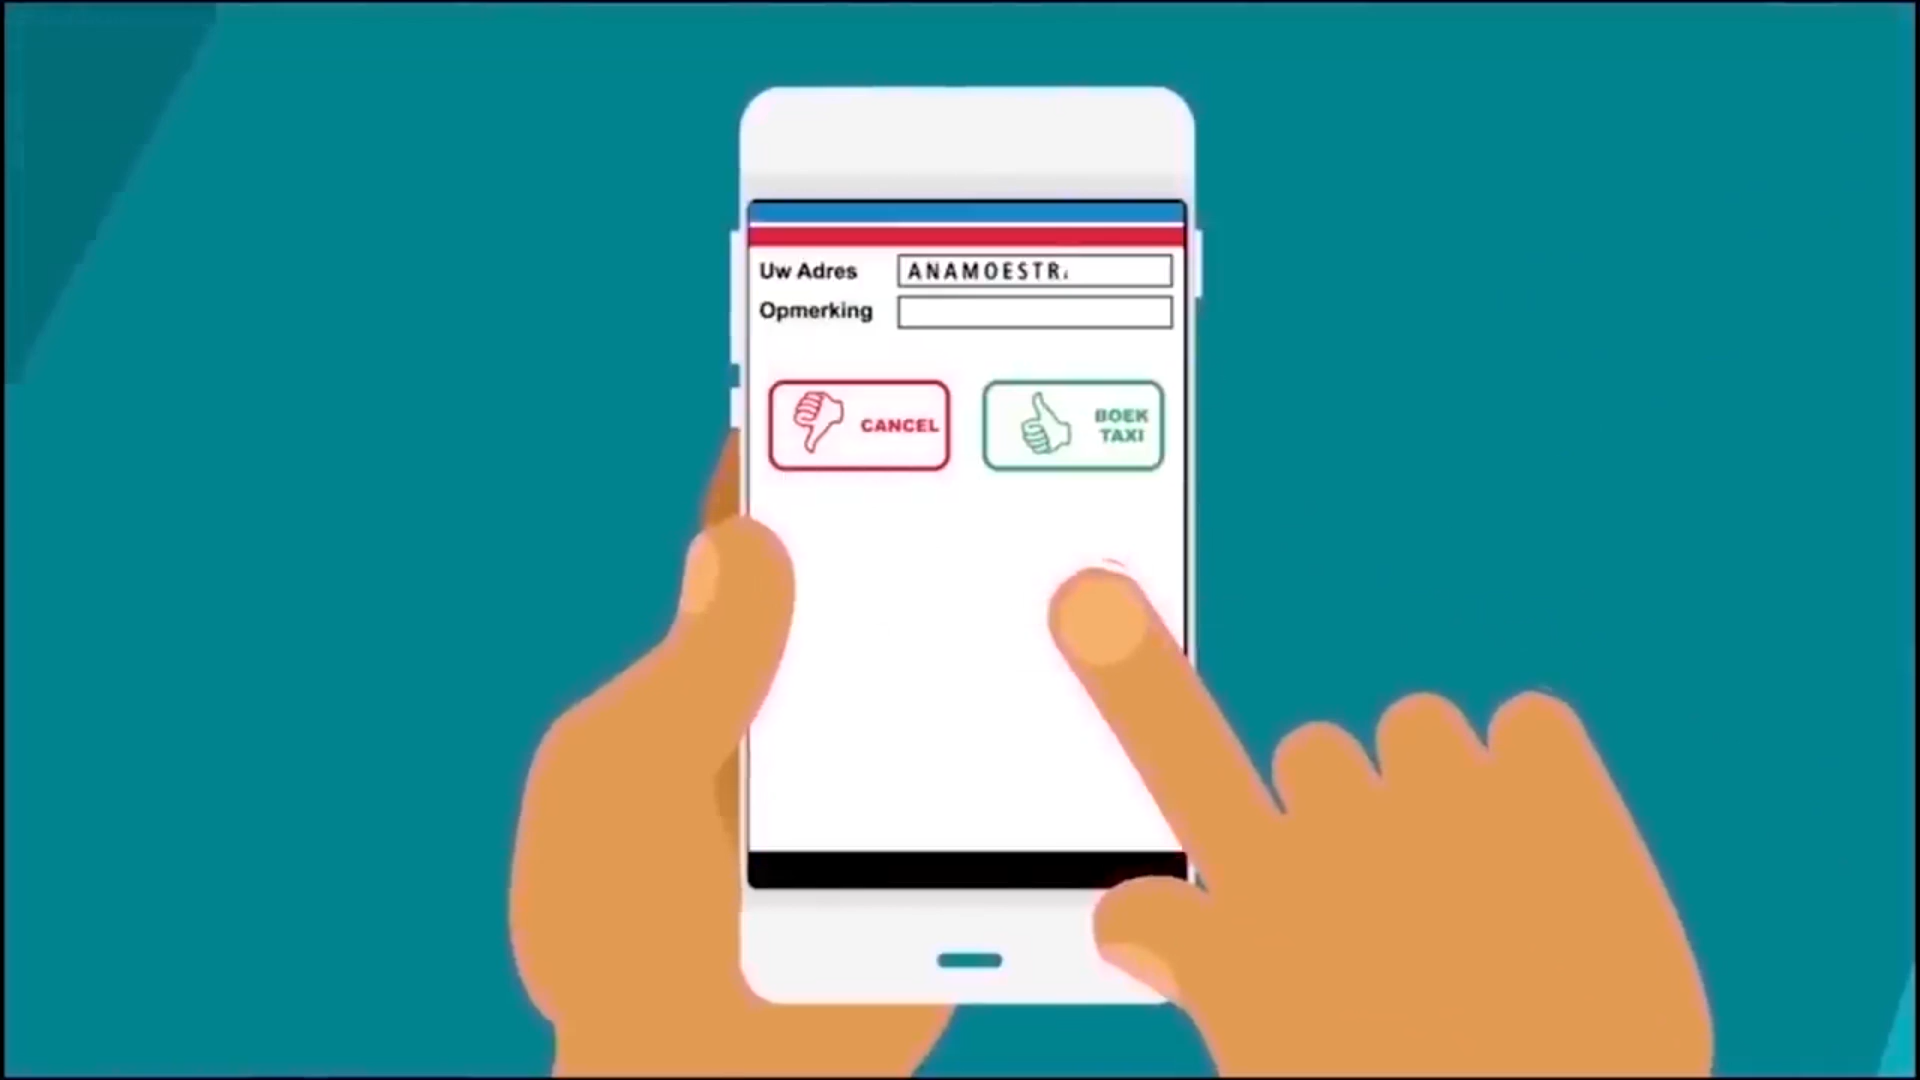 Uw Adres
ANAMOESTR
Opmerking
CANCEL
BOEK
TAXI